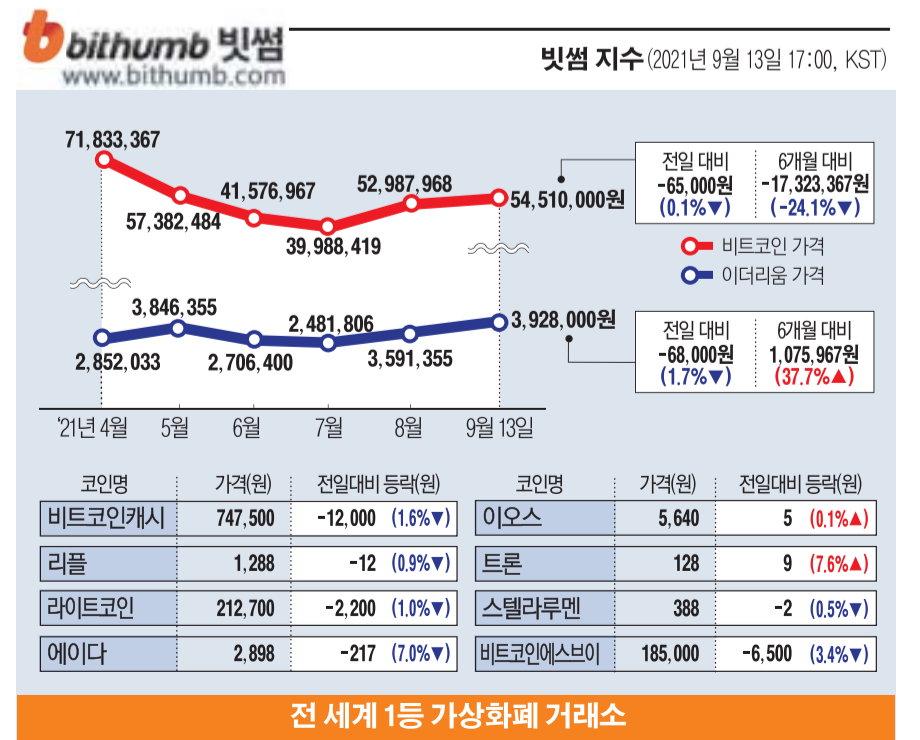 bithumb 빗썸
www.bithumb.com
빗썸 지수 (2021년 9월 13일 17:00, KST)
71,833,367
57,382,484
41,576,967
39,988,419
52,987,968
54,510,000원
전일 대비
-65,000원
(0.1%▼)
6개월 대비
-17,323,367원
(-24.1%▼)
비트코인 가격
이더리움 가격
2,852,033
3,846,355
2,706,400
2,481,806
3,591,355
3,928,000원
전일 대비
-68,000원
(1.7%▼)
6개월 대비
1,075,967원
(37.7%▲)
'21년 4월 5월 6월 7월 8월 9월 13일
코인명 가격(원) 전일대비 등락(원)
비트코인캐시 747,500 -12,000 (1.6%▼)
리플 1,288 -12 (0.9%▼)
라이트코인 212,700 -2,200 (1.0%▼)
에이다 2,898 -217 (7.0%▼)
코인명 가격(원) 전일대비 등락(원)
이오스 5,640 5 (0.1%▲)
트론 128 9 (7.6%▲)
스텔라루멘 388 -2 (0.5%▼)
비트코인에스브이 185,000 -6,500 (3.4%▼)
전 세계 1등 가상화폐 거래소